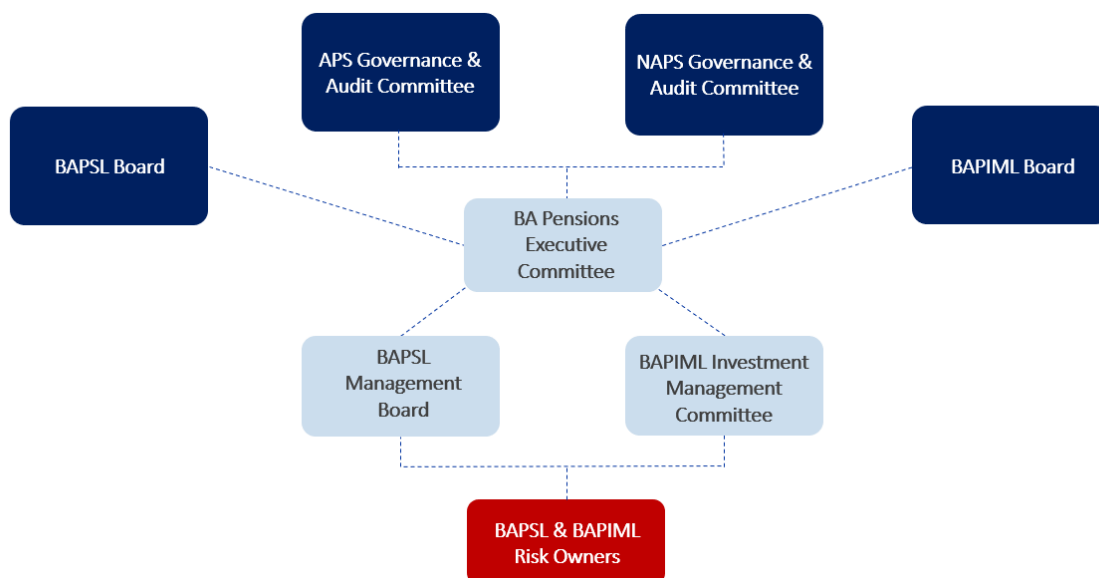 APS Governance &
Audit Committee
NAPS Governance &
Audit Committee
BAPSL Board
BAPIML Board
BA Pensions
Executive
Committee
BAPSL
Management
Board
BAPIML Investment
Management
Committee
BAPSL & BAPIML
Risk Owners